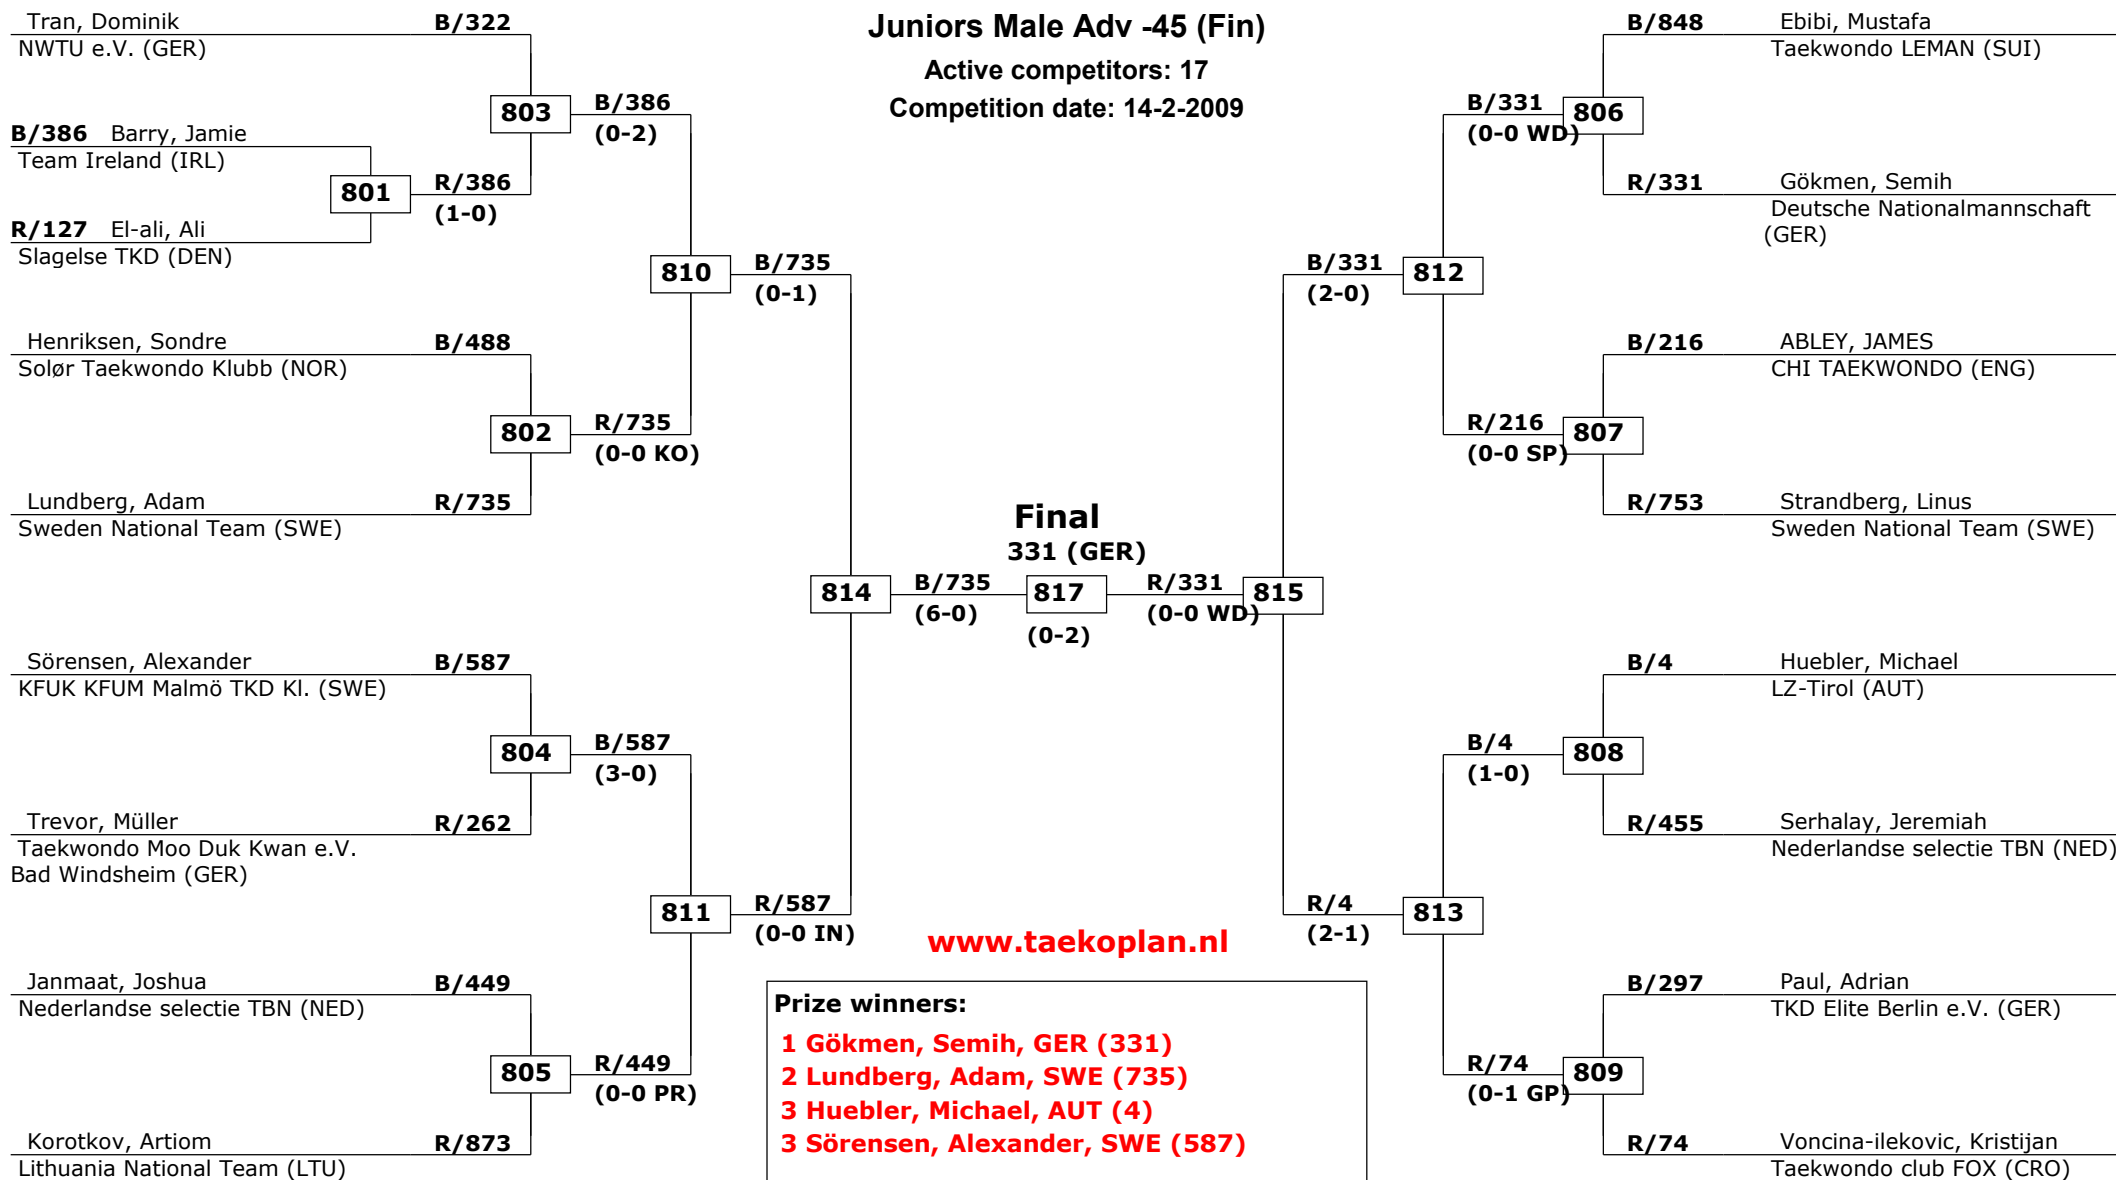 Juniors Male Adv -45 (Fin)
Active competitors: 17
Competition date: 14-2-2009
Tran, Dominik B/322
NWTU e.V. (GER)
803
B/386
(0-2)
B/386 Barry, Jamie
Team Ireland (IRL)
801
R/386
(1-0)
R/127 El-ali, Ali
Slagelse TKD (DEN)
810
B/735
(0-1)
Henriksen, Sondre B/488
Solør Taekwondo Klubb (NOR)
802
R/735
(0-0 KO)
Lundberg, Adam R/735
Sweden National Team (SWE)
814
B/735
(6-0)
Sörensen, Alexander B/587
KFUK KFUM Malmö TKD Kl. (SWE)
804
B/587
(3-0)
Trevor, Müller R/262
Taekwondo Moo Duk Kwan e.V.
Bad Windsheim (GER)
811
R/587
(0-0 IN)
Janmaat, Joshua B/449
Nederlandse selectie TBN (NED)
805
R/449
(0-0 PR)
Korotkov, Artiom R/873
Lithuania National Team (LTU)
Final
331 (GER)
817
(0-2)
R/331
(0-0 WD)
815
B/848 Ebibi, Mustafa
Taekwondo LEMAN (SUI)
B/331
(0-0 WD)
806
R/331 Gökmen, Semih
Deutsche Nationalmannschaft
(GER)
B/331
(2-0)
812
B/216 ABLEY, JAMES
CHI TAEKWONDO (ENG)
R/216
(0-0 SP)
807
R/753 Strandberg, Linus
Sweden National Team (SWE)
B/4 Huebler, Michael
LZ-Tirol (AUT)
B/4
(1-0)
808
R/455 Serhalay, Jeremiah
Nederlandse selectie TBN (NED)
R/4
(2-1)
813
B/297 Paul, Adrian
TKD Elite Berlin e.V. (GER)
R/74
(0-1 GP)
809
R/74 Voncina-ilekovic, Kristijan
Taekwondo club FOX (CRO)
www.taekoplan.nl
Prize winners:
1 Gökmen, Semih, GER (331)
2 Lundberg, Adam, SWE (735)
3 Huebler, Michael, AUT (4)
3 Sörensen, Alexander, SWE (587)